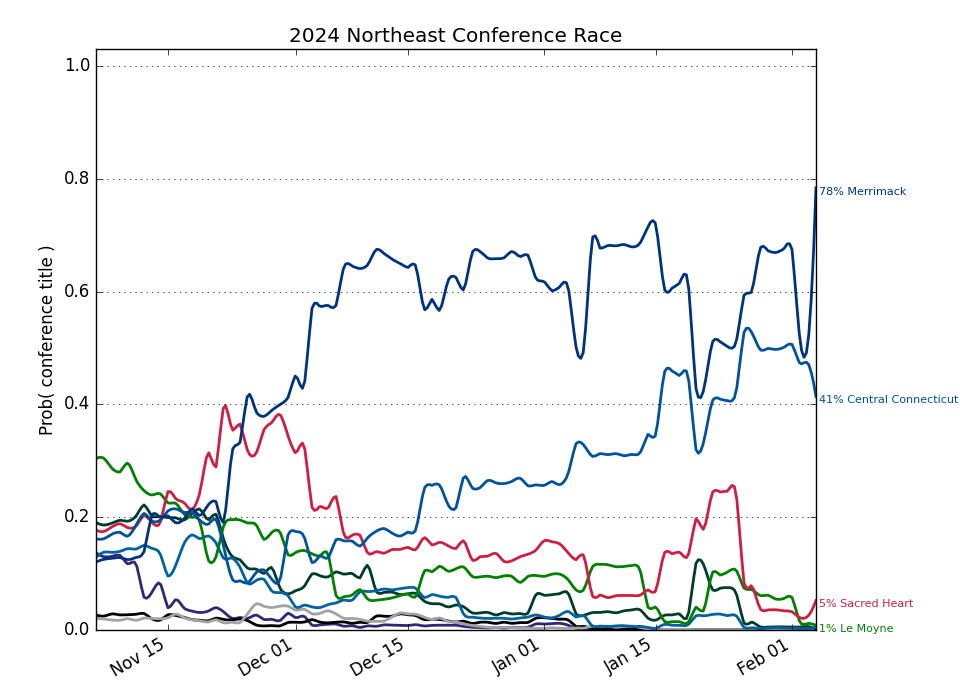 2024 Northeast Conference Race
Prob( conference title )
1.0
0.8
0.6
0.4
0.2
0.0
78% Merrimack
41% Central Connecticut
5% Sacred Heart
1% Le Moyne
Nov 15
Dec 01
Dec 15
Jan 01
Jan 15
Feb 01